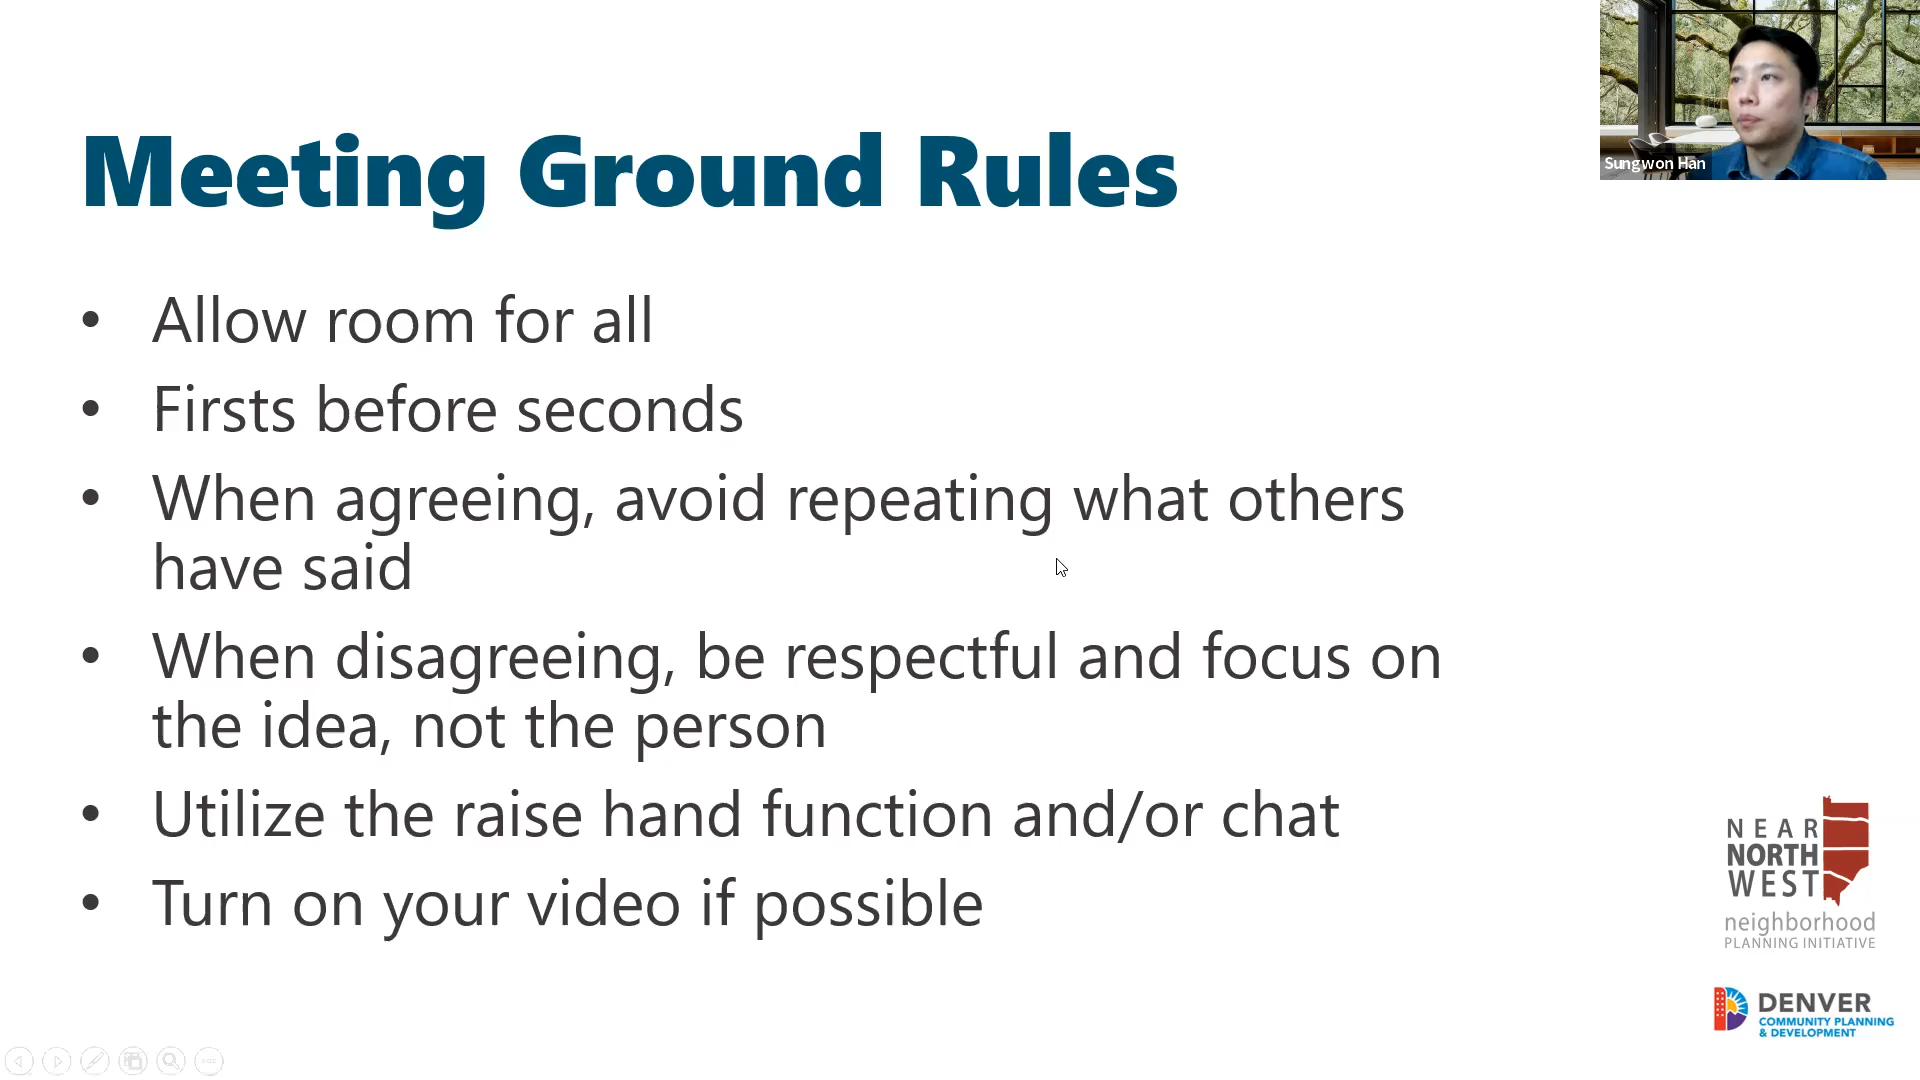 Sungwon Han
Meeting Ground Rules
• Allow room for all
• Firsts before seconds
• When agreeing, avoid repeating what others
have said
• When disagreeing, be respectful and focus on
the idea, not the person
• Utilize the raise hand function and/or chat
• Turn on your video if possible
NEAR
NORTH
WEST
neighborhood
PLANNING INITIATIVE
DENVER
COMMUNITY PLANNING
& DEVELOPMENT